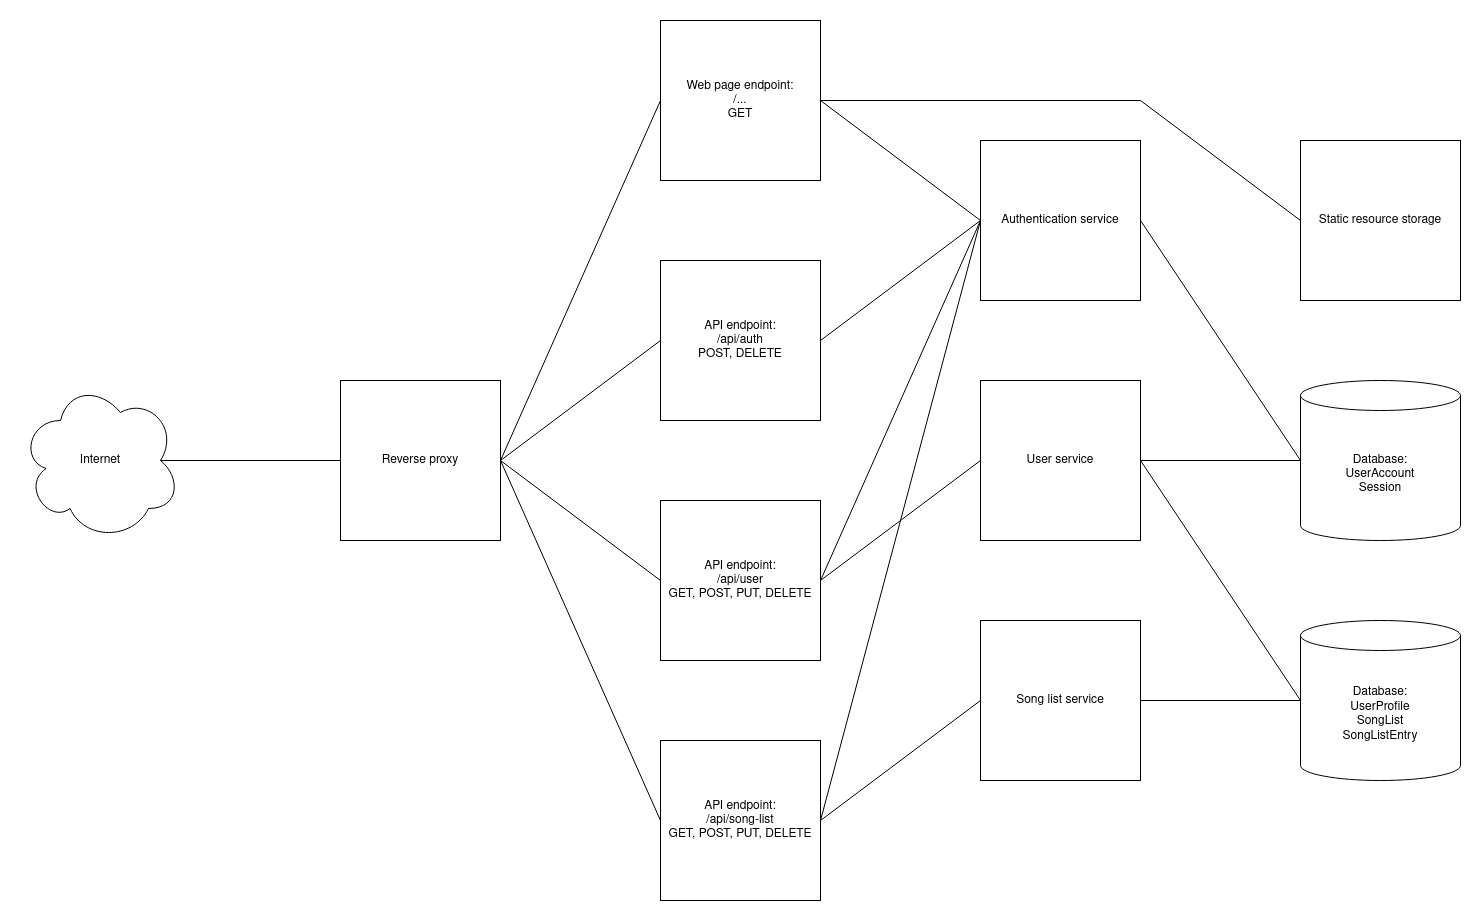 Web page endpoint:
/...
GET
Authentication service
Static resource storage
API endpoint:
/api/auth
POST, DELETE
Internet
Reverse proxy
User service
Database:
UserAccount
Session
API endpoint:
/api/user
GET, POST, PUT, DELETE
Song list service
Database:
UserProfile
SongList
SongListEntry
API endpoint:
/api/song-list
GET, POST, PUT, DELETE